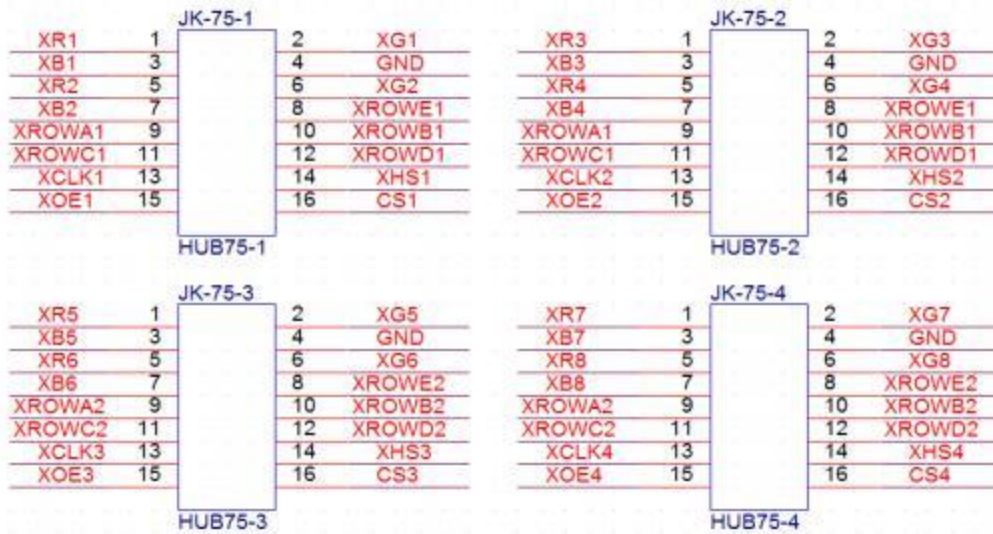 JK-75-1 JK-75-2
XR1 1 2 XG1 XR3 1 2 XG3
XB1 3 4 GND XB3 3 4 GND
XR2 5 6 XG2 XR4 5 6 XG4
XB2 7 8 XROWE1 XB4 7 8 XROWE1
XROWA1 9 10 XROWB1 XROWA1 9 10 XROWB1
XROWC1 11 12 XROWD1 XROWC1 11 12 XROWD1
XCLK1 13 14 XHS1 XCLK2 13 14 XHS2
XOE1 15 16 CS1 XOE2 15 16 CS2
HUB75-1 HUB75-2
JK-75-3 JK-75-4
XR5 1 2 XG5 XR7 1 2 XG7
XB5 3 4 GND XB7 3 4 GND
XR6 5 6 XG6 XR8 5 6 XG8
XB6 7 8 XROWE2 XB8 7 8 XROWE2
XROWA2 9 10 XROWB2 XROWA2 9 10 XROWB2
XROWC2 11 12 XROWD2 XROWC2 11 12 XROWD2
XCLK3 13 14 XHS3 XCLK4 13 14 XHS4
XOE3 15 16 CS3 XOE4 15 16 CS4
HUB75-3 HUB75-4